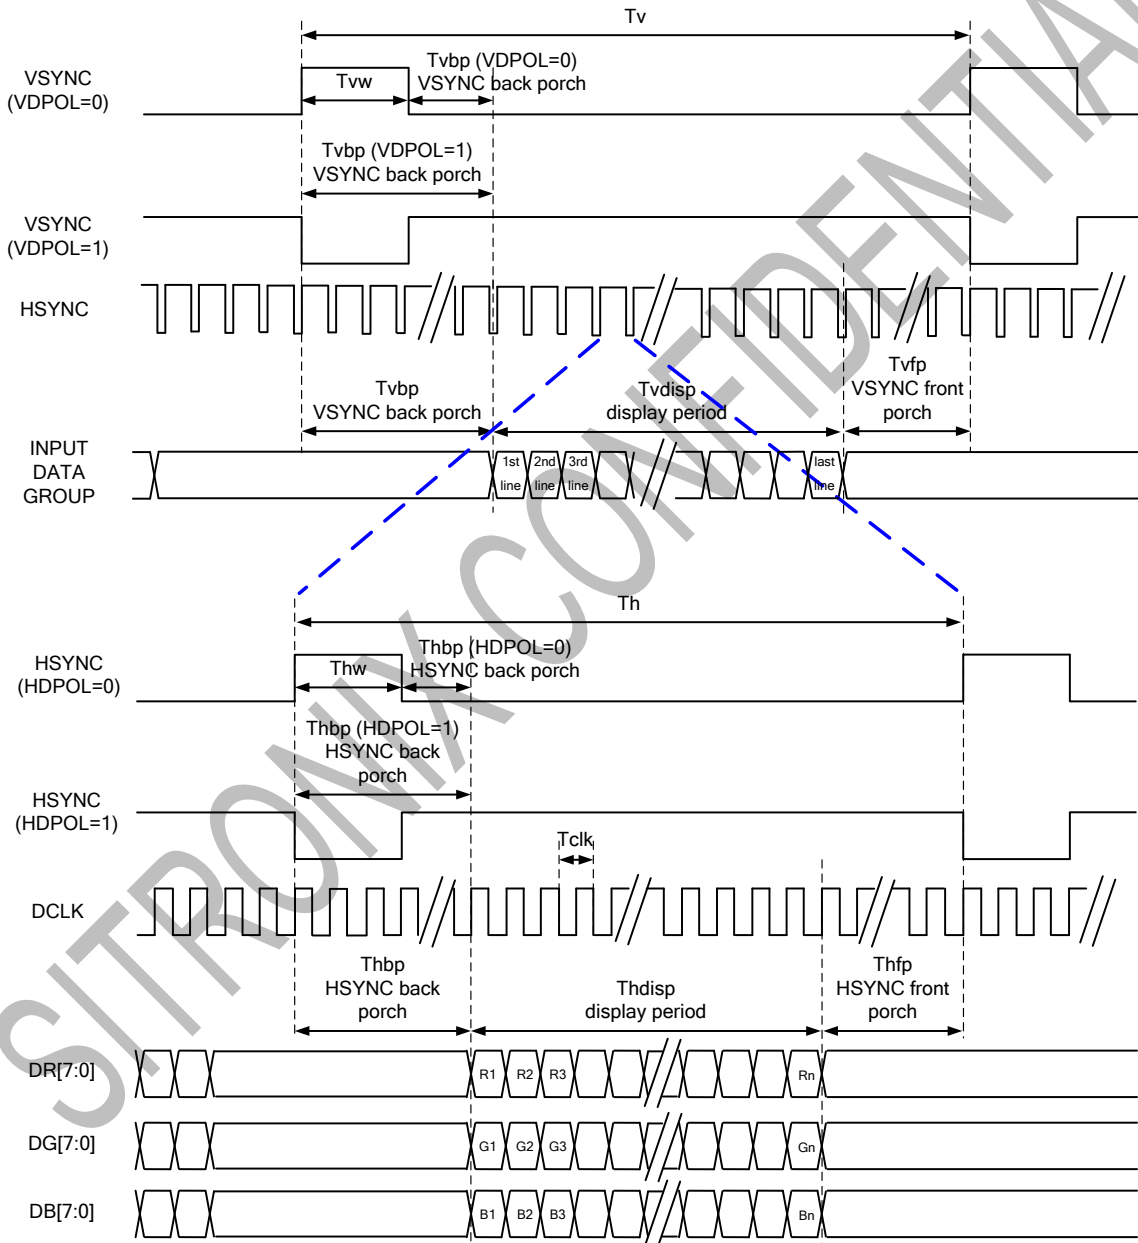 Tv
VSYNC
(VDPOL=0)
Tvw
Tvbp (VDPOL=0)
VSYNC back porch
Tvbp (VDPOL=1)
VSYNC back porch
VSYNC
(VDPOL=1)
HSYNC
Tvbp
VSYNC back porch
Tvdisp
display period
Tvfp
VSYNC front
porch
INPUT
DATA
GROUP
1st
line
2nd
line
3rd
line
last
line
Th
HSYNC
(HDPOL=0)
Thw
Thbp (HDPOL=0)
HSYNC back porch
Thbp (HDPOL=1)
HSYNC back
porch
HSYNC
(HDPOL=1)
Tclk
DCLK
Thbp
HSYNC back
porch
Thdisp
display period
Thfp
HSYNC front
porch
DR[7:0]
R1 R2 R3 Rn
DG[7:0]
G1 G2 G3 Gn
DB[7:0]
B1 B2 B3 Bn
SITRONIX CONFIDENTIAL